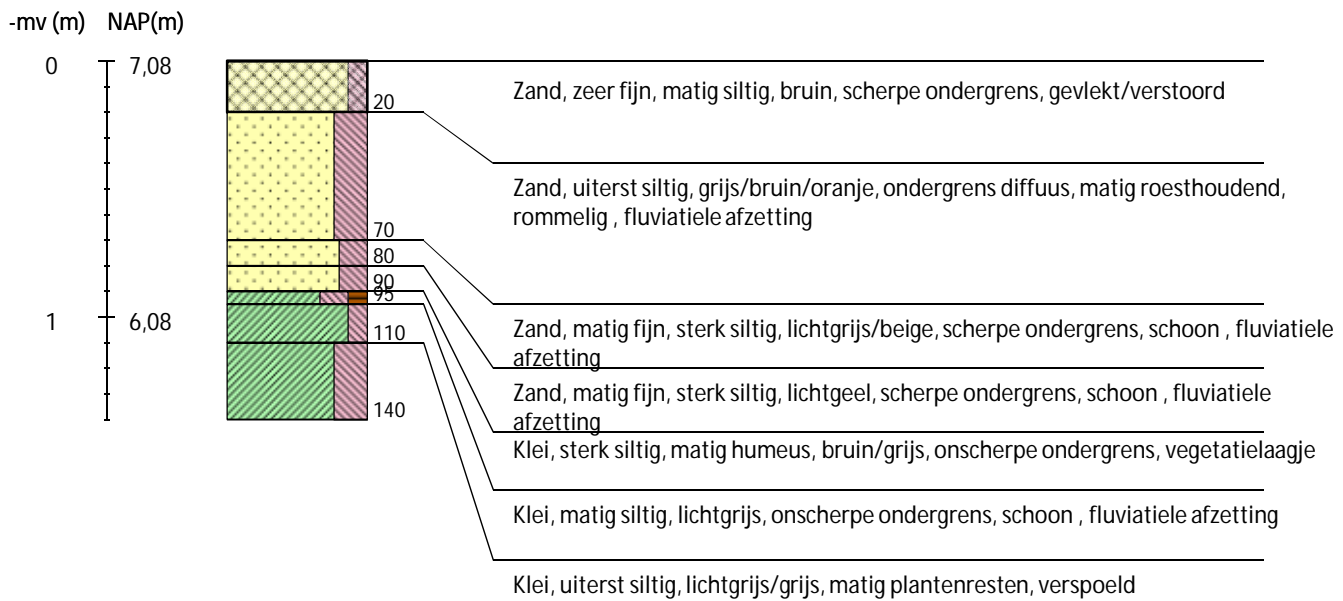 -mv (m) NAP(m)
0 7,08
Zand, zeer fijn, matig siltig, bruin, scherpe ondergrens, gevlekt/verstoord
20
Zand, uiterst siltig, grijs/bruin/oranje, ondergrens diffuus, matig roesthoudend,
rommelig , fluviatiele afzetting
70
80
90
95
1 6,08
Zand, matig fijn, sterk siltig, lichtgrijs/beige, scherpe ondergrens, schoon , fluviatiele
afzetting
110
Zand, matig fijn, sterk siltig, lichtgeel, scherpe ondergrens, schoon , fluviatiele
afzetting
140
Klei, sterk siltig, matig humeus, bruin/grijs, onscherpe ondergrens, vegetatielaagje
Klei, matig siltig, lichtgrijs, onscherpe ondergrens, schoon , fluviatiele afzetting
Klei, uiterst siltig, lichtgrijs/grijs, matig plantenresten, verspoeld